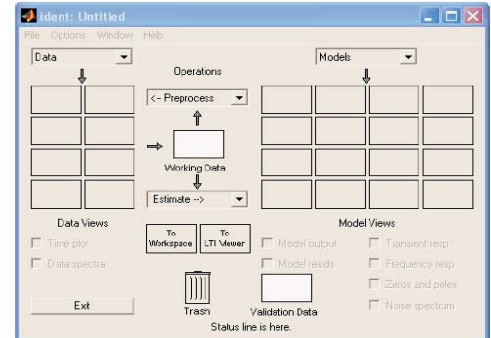 ident: Untitled
File Options Window Help
Data
Models
Operations
<- Preprocess
Working Data
Estimate -->
Data Views
Model Views
To Workspace
To LTI Viewer
Time plot
Data spectra
Model output
Model resids
Transient resp
Frequency resp
Zeros and poles
Noise spectrum
Exit
Trash
Validation Data
Status line is here.